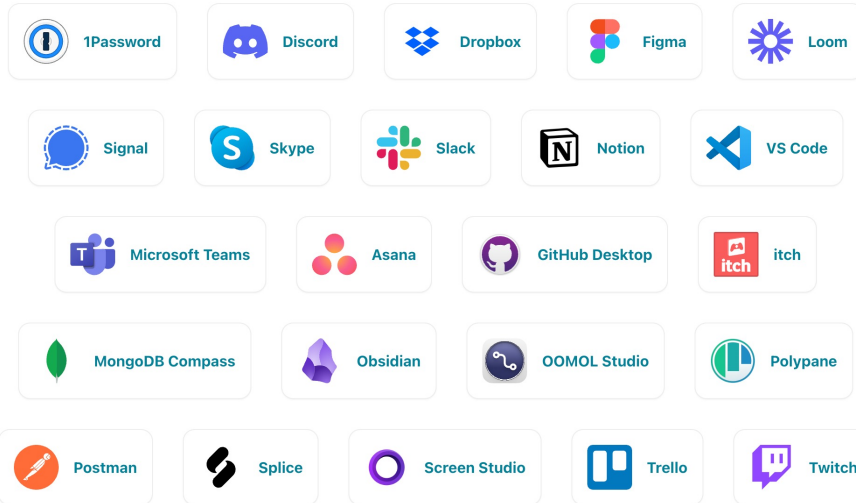 1Password
Discord
Dropbox
Figma
Loom
Signal
S
Skype
Slack
N
Notion
VS Code
T
Microsoft Teams
Asana
GitHub Desktop
itch
itch
MongoDB Compass
Obsidian
OOMOL Studio
Polypane
Postman
Splice
Screen Studio
Trello
Twitch